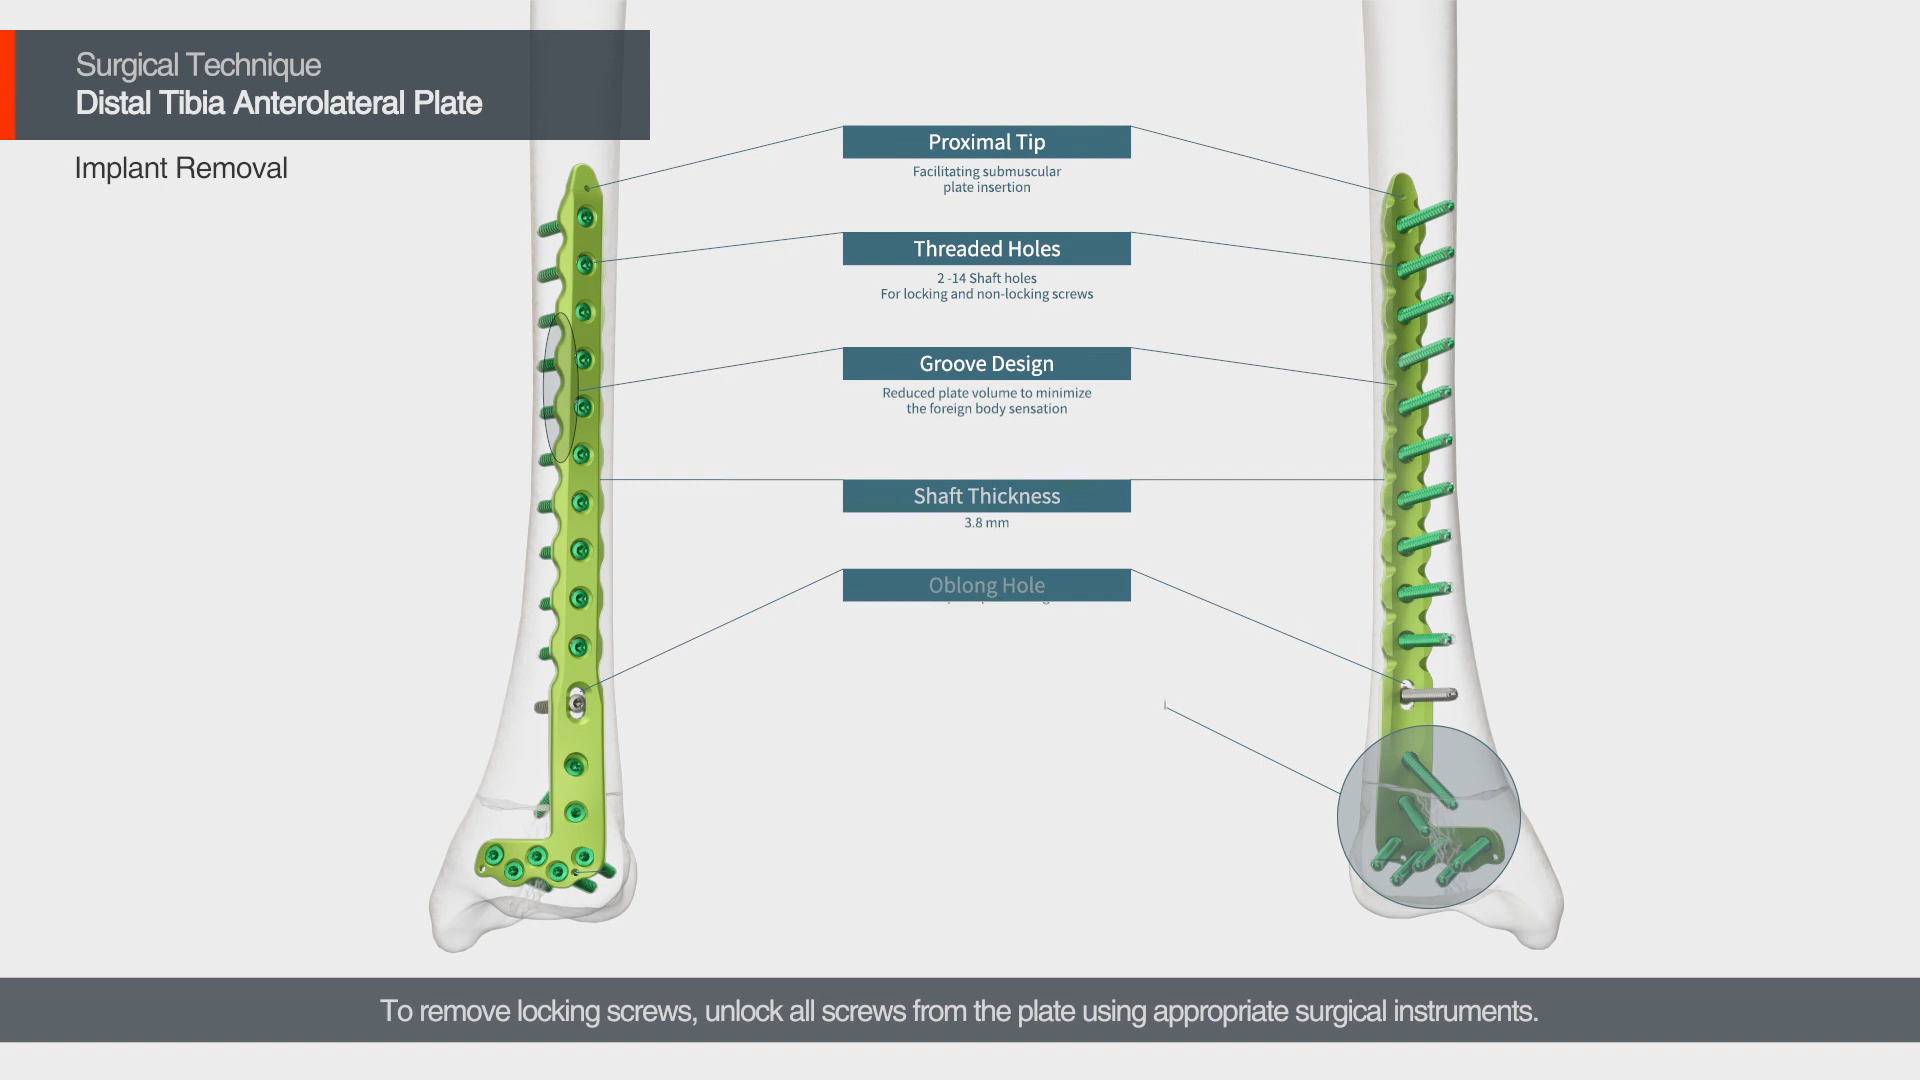 Surgical Technique
Distal Tibia Anterolateral Plate
Implant Removal
Proximal Tip
Facilitating submuscular
plate insertion
Threaded Holes
2 -14 Shaft holes
For locking and non-locking screws
Groove Design
Reduced plate volume to minimize
the foreign body sensation
Shaft Thickness
3.8 mm
Oblong Hole
To remove locking screws, unlock all screws from the plate using appropriate surgical instruments.